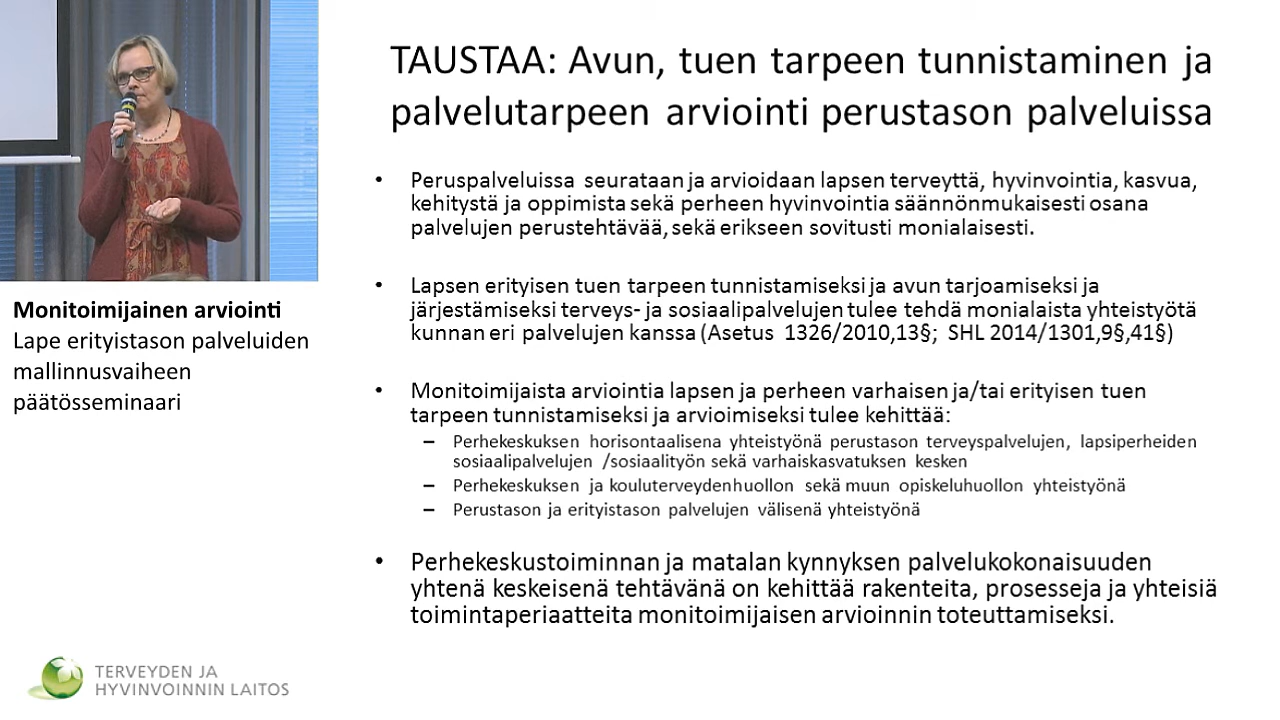 TAUSTAA: Avun, tuen tarpeen tunnistaminen ja
palvelutarpeen arviointi perustason palveluissa
• Peruspalveluissa seurataan ja arvioidaan lapsen terveyttä, hyvinvointia, kasvua,
kehitystä ja oppimista sekä perheen hyvinvointia säännönmukaisesti osana
palvelujen perustehtävää, sekä erikseen sovitusti monialaisesti.
• Lapsen erityisen tuen tarpeen tunnistamiseksi ja avun tarjoamiseksi ja
järjestämiseksi terveys- ja sosiaalipalvelujen tulee tehdä monialaista yhteistyötä
kunnan eri palvelujen kanssa (Asetus 1326/2010,13§; SHL 2014/1301,9§,41§)
• Monitoimijaista arviointia lapsen ja perheen varhaisen ja/tai erityisen tuen
tarpeen tunnistamiseksi ja arvioimiseksi tulee kehittää:
– Perhekeskuksen horisontaalisena yhteistyönä perustason terveyspalvelujen, lapsiperheiden
sosiaalipalvelujen /sosiaalityön sekä varhaiskasvatuksen kesken
– Perhekeskuksen ja kouluterveydenhuollon sekä muun opiskeluhuollon yhteistyönä
– Perustason ja erityistason palvelujen välisenä yhteistyönä
• Perhekeskustoiminnan ja matalan kynnyksen palvelukokonaisuuden
yhtenä keskeisenä tehtävänä on kehittää rakenteita, prosesseja ja yhteisiä
toimintaperiaatteita monitoimijaisen arvioinnin toteuttamiseksi.
Monitoimijainen arviointi
Lape erityistason palveluiden
mallinnusvaiheen
päätösseminaari
TERVEYDEN JA
HYVINVOINNIN LAITOS